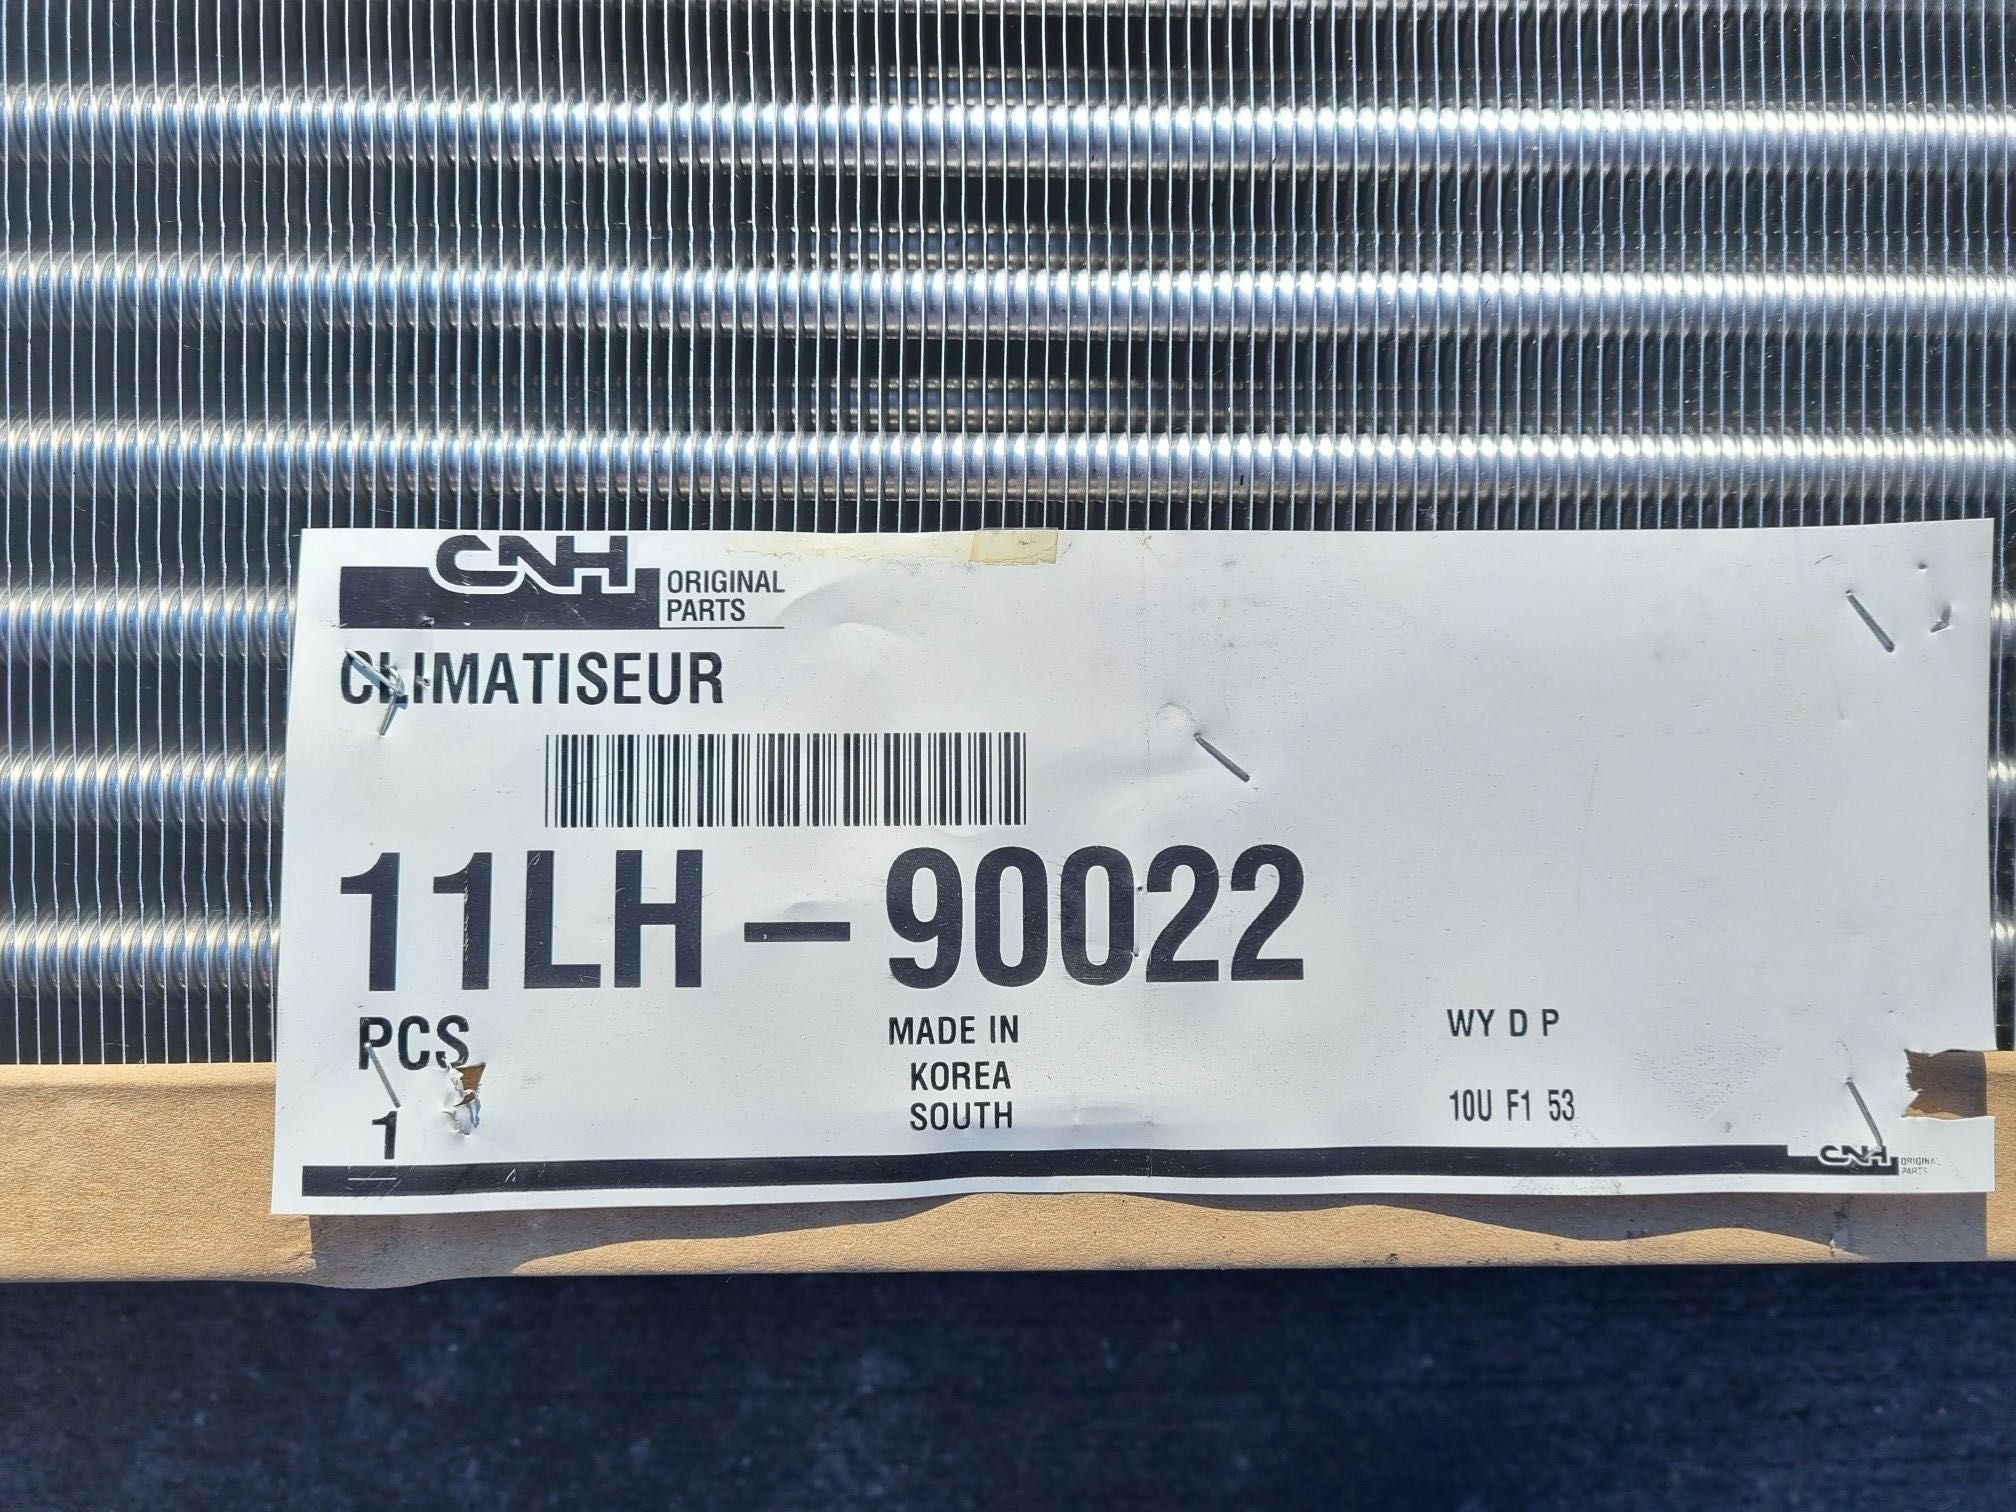 CNH ORIGINAL
PARTS
CLIMATISEUR
11LH-90022
PCS
1
MADE IN
KOREA
SOUTH
WY D P
10U F1 53
CNH ORIGINAL
PARTS